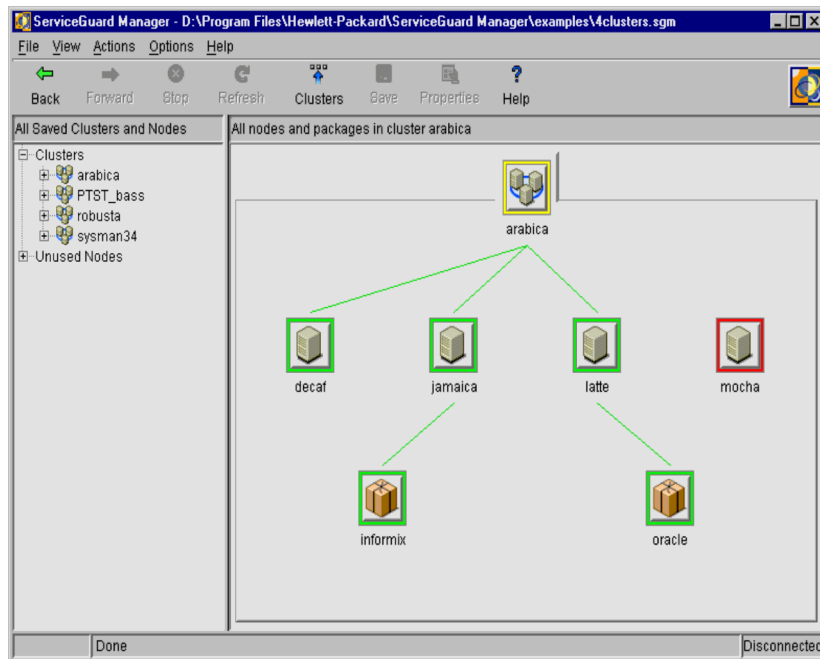 ServiceGuard Manager - D:\Program Files\Hewlett-Packard\ServiceGuard Manager\examples\4clusters.sgm
File View Actions Options Help
Back Forward Stop Refresh Clusters Save Properties Help
All Saved Clusters and Nodes
All nodes and packages in cluster arabica
Clusters
arabica
PTST_bass
robusta
sysman34
Unused Nodes
arabica
decaf jamaica latte mocha
informix oracle
Done
Disconnected